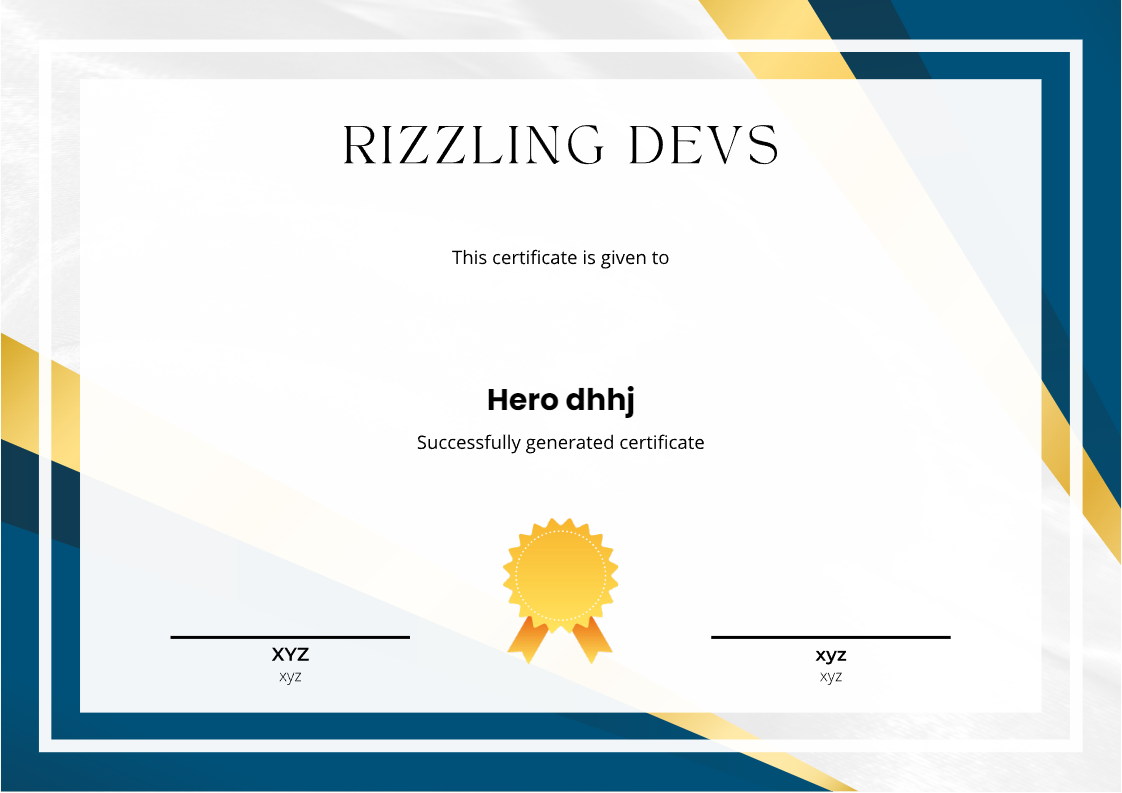 RIZZLING DEVS
This certificate is given to
Hero dhhj
Successfully generated certificate
XYZ
xyz
xyz
xyz